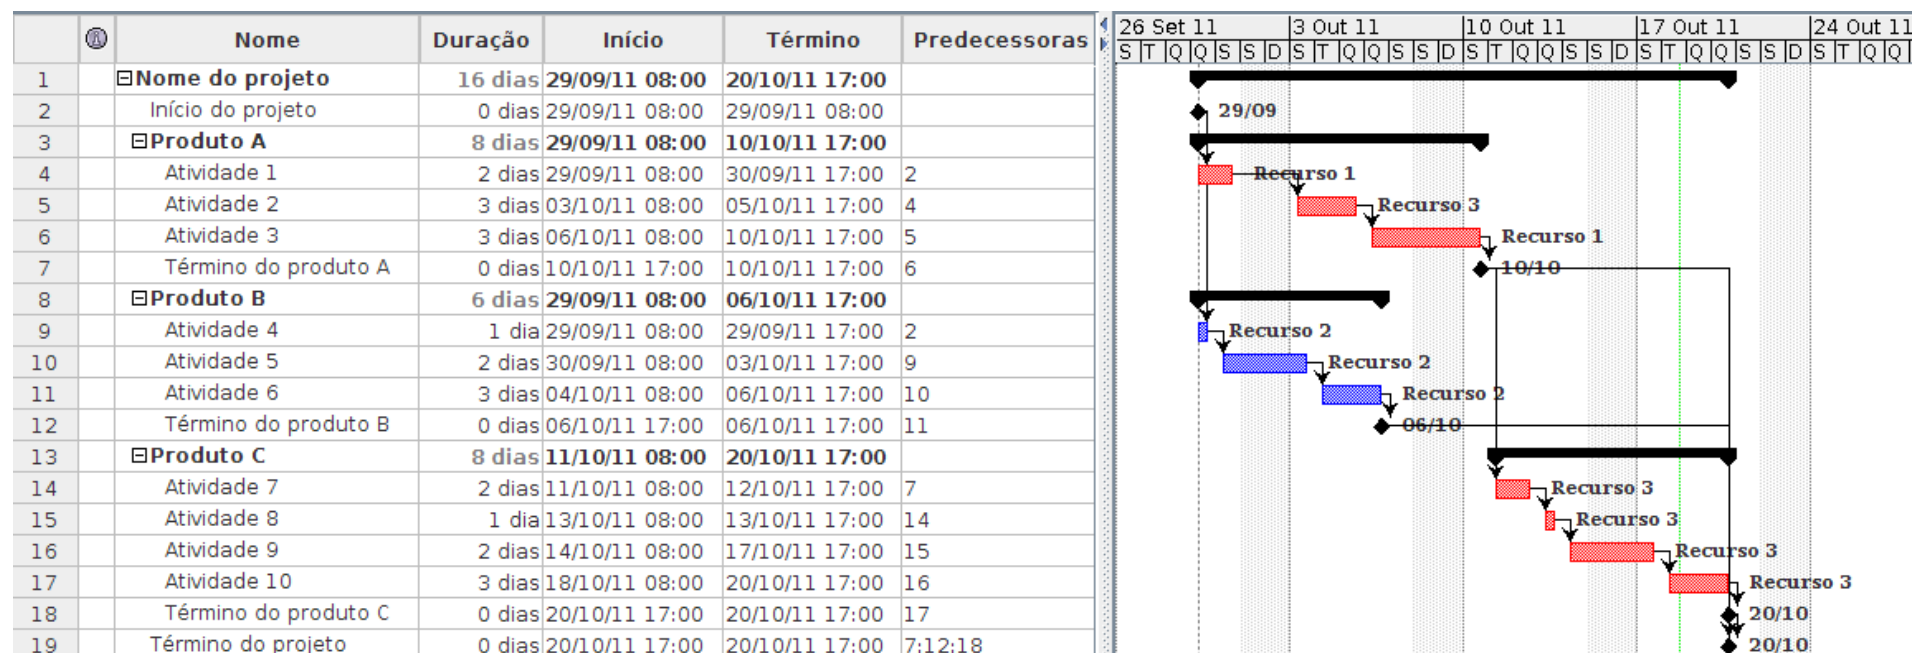 Nome Duração Início Término Predecessoras 26 Set 11 3 Out 11 10 Out 11 17 Out 11 24 Out 11
S T Q Q S S D S T Q Q S S D S T Q Q S S D S T Q Q S S D S T Q Q
1 Nome do projeto 16 dias 29/09/11 08:00 20/10/11 17:00
2 Início do projeto 0 dias 29/09/11 08:00 29/09/11 08:00 29/09
3 Produto A 8 dias 29/09/11 08:00 10/10/11 17:00
4 Atividade 1 2 dias 29/09/11 08:00 30/09/11 17:00 2 Recurso 1
5 Atividade 2 3 dias 03/10/11 08:00 05/10/11 17:00 4 Recurso 3
6 Atividade 3 3 dias 06/10/11 08:00 10/10/11 17:00 5 Recurso 1
7 Término do produto A 0 dias 10/10/11 17:00 10/10/11 17:00 6 10/10
8 Produto B 6 dias 29/09/11 08:00 06/10/11 17:00
9 Atividade 4 1 dia 29/09/11 08:00 29/09/11 17:00 2 Recurso 2
10 Atividade 5 2 dias 30/09/11 08:00 03/10/11 17:00 9 Recurso 2
11 Atividade 6 3 dias 04/10/11 08:00 06/10/11 17:00 10 Recurso 2
12 Término do produto B 0 dias 06/10/11 17:00 06/10/11 17:00 11 06/10
13 Produto C 8 dias 11/10/11 08:00 20/10/11 17:00
14 Atividade 7 2 dias 11/10/11 08:00 12/10/11 17:00 7 Recurso 3
15 Atividade 8 1 dia 13/10/11 08:00 13/10/11 17:00 14 Recurso 3
16 Atividade 9 2 dias 14/10/11 08:00 17/10/11 17:00 15 Recurso 3
17 Atividade 10 3 dias 18/10/11 08:00 20/10/11 17:00 16 Recurso 3
18 Término do produto C 0 dias 20/10/11 17:00 20/10/11 17:00 17 20/10
19 Término do projeto 0 dias 20/10/11 17:00 20/10/11 17:00 7;12;18 20/10